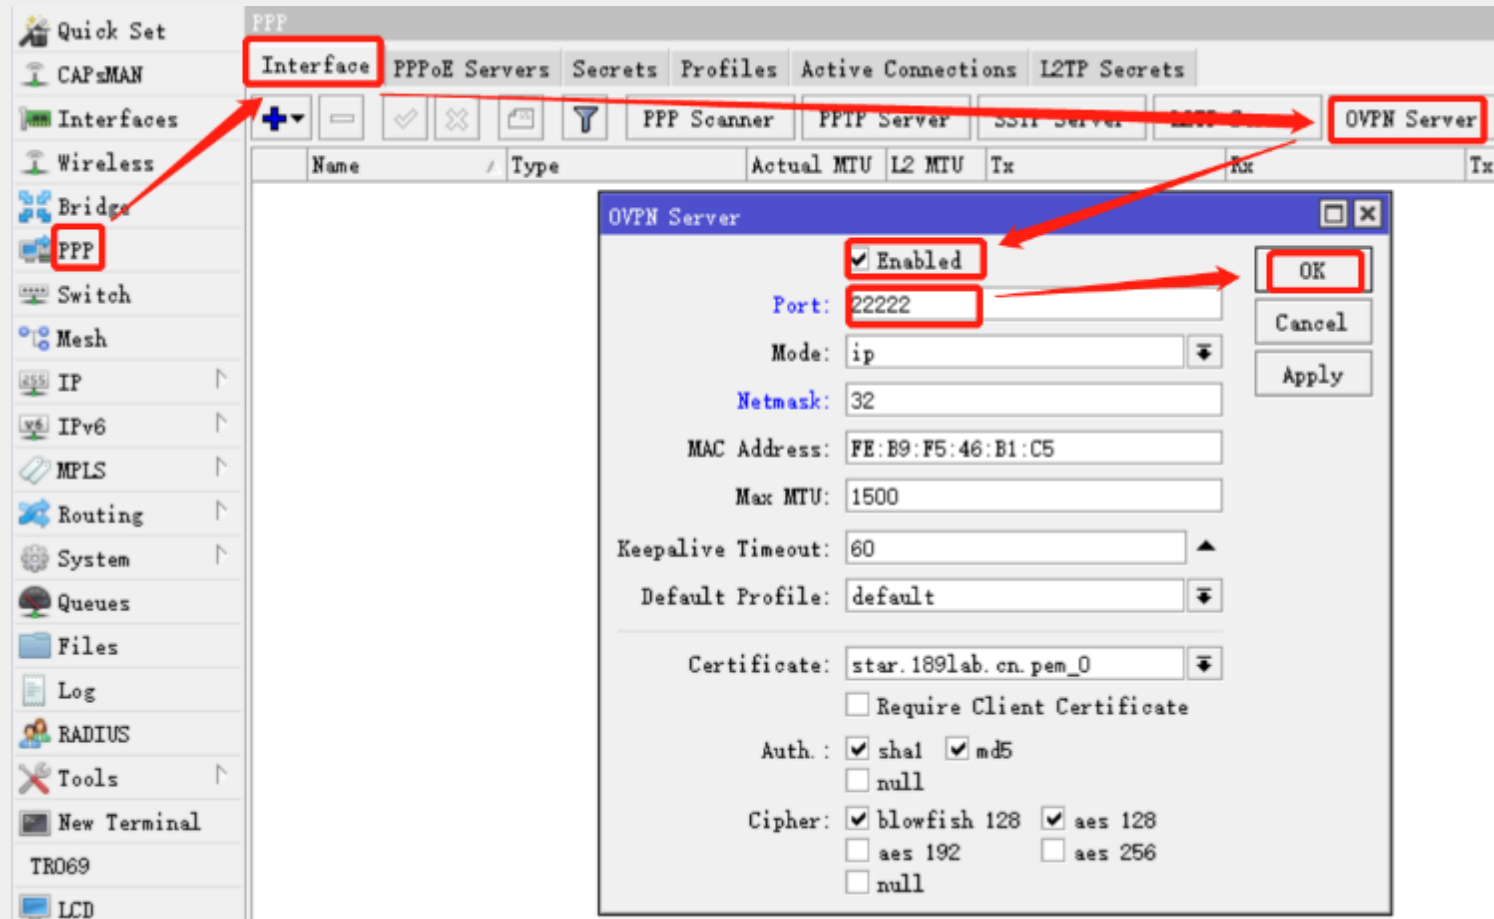 PPP
Quick Set
CAPsMAN
Interfaces
Wireless
Bridge
PPP
Switch
Mesh
IP
IPv6
MPLS
Routing
System
Queues
Files
Log
RADIUS
Tools
New Terminal
TR069
LCD
Interface PPPoE Servers Secrets Profiles Active Connections L2TP Secrets
PPP Scanner PPTP Server SSTP Server L2TP Server OVPN Server
Name Type Actual MTU L2 MTU Tx Rx Tx
OVPN Server
Enabled
Port: 22222
Mode: ip
Netmask: 32
MAC Address: FE:B9:F5:46:B1:C5
Max MTU: 1500
Keepalive Timeout: 60
Default Profile: default
Certificate: star.189lab.cn.pem_0
Require Client Certificate
Auth.: sha1 md5
null
Cipher: blowfish 128 aes 128
aes 192 aes 256
null
OK
Cancel
Apply